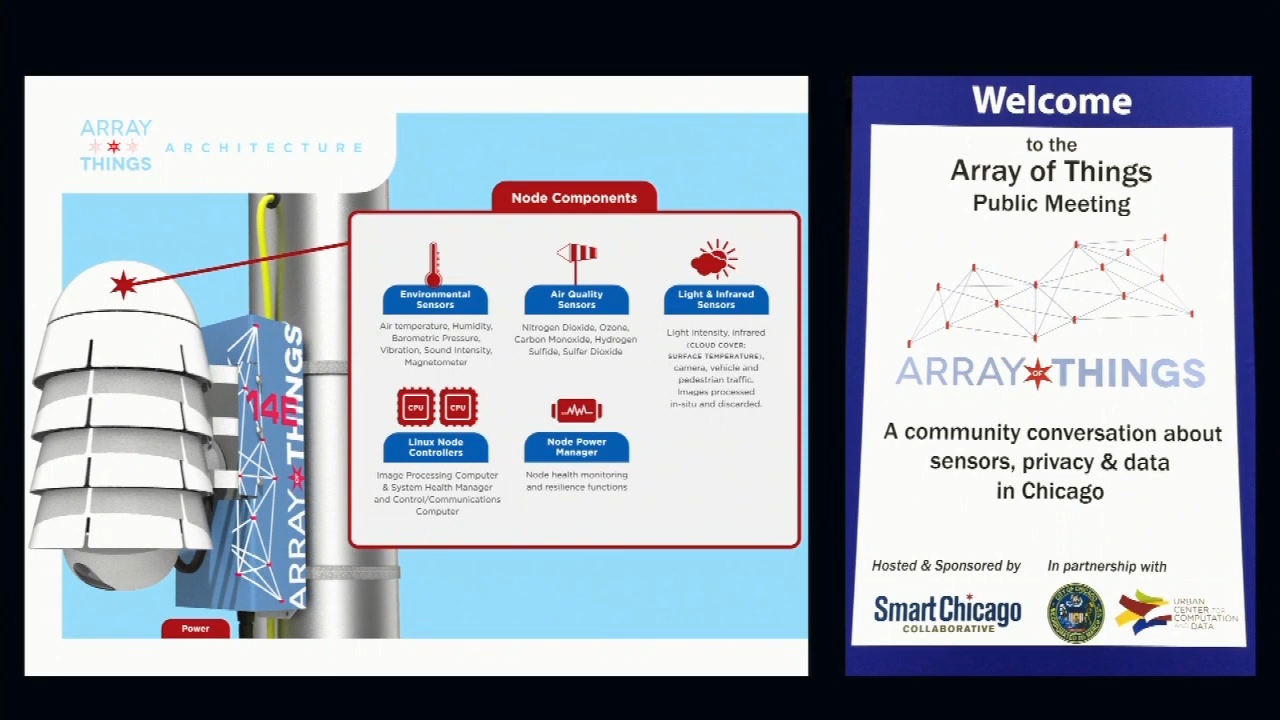 ARRAY
OF
THINGS
ARCHITECTURE
Node Components
Environmental
Sensors
Air temperature, Humidity,
Barometric Pressure,
Vibration, Sound Intensity,
Magnetometer
Air Quality
Sensors
Nitrogen Dioxide, Ozone,
Carbon Monoxide, Hydrogen
Sulfide, Sulfer Dioxide
Light & Infrared
Sensors
Light intensity, infrared
(CLOUD COVER;
SURFACE TEMPERATURE),
camera, vehicle and
pedestrian traffic.
Images processed
in-situ and discarded.
CPU CPU
Linux Node
Controllers
Image Processing Computer
& System Health Manager
and Control/Communications
Computer
Node Power
Manager
Node health monitoring
and resilience functions
14E
ARRAY OF THINGS
Power
Welcome
to the
Array of Things
Public Meeting
ARRAY OF THINGS
A community conversation about
sensors, privacy & data
in Chicago
Hosted & Sponsored by
SmartChicago
COLLABORATIVE
In partnership with
URBAN
CENTER FOR
COMPUTATION
AND DATA